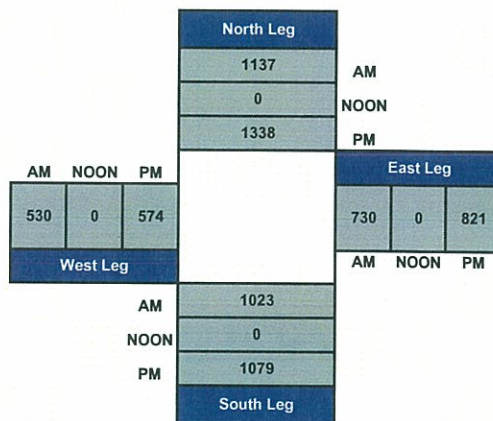 North Leg
1137 AM
0 NOON
1338 PM
AM NOON PM
530 0 574
West Leg
East Leg
730 0 821
AM NOON PM
AM 1023
NOON 0
PM 1079
South Leg